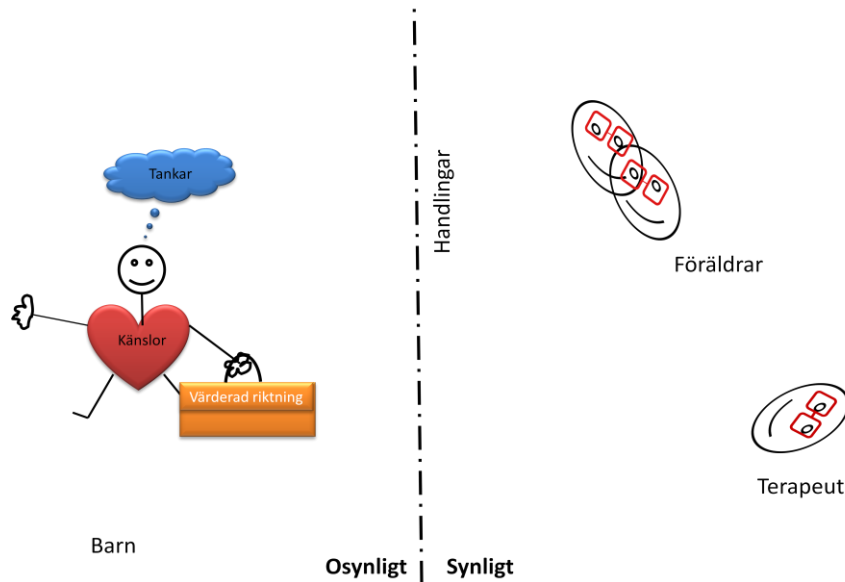 Tankar
Handlingar
Föräldrar
Känslor
Värderad riktning
Terapeut
Barn
Osynligt
Synligt